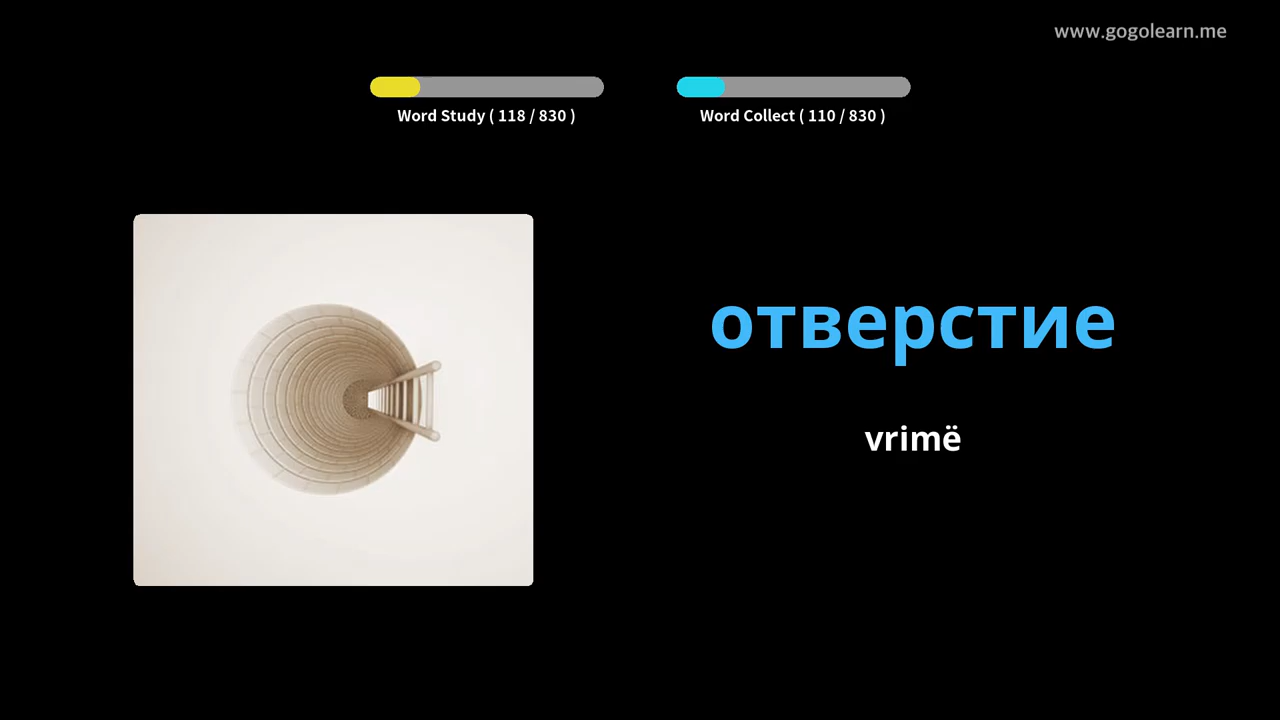 www.gogolearn.me
Word Study ( 118 / 830 )
Word Collect ( 110 / 830 )
отверстие
vrimë